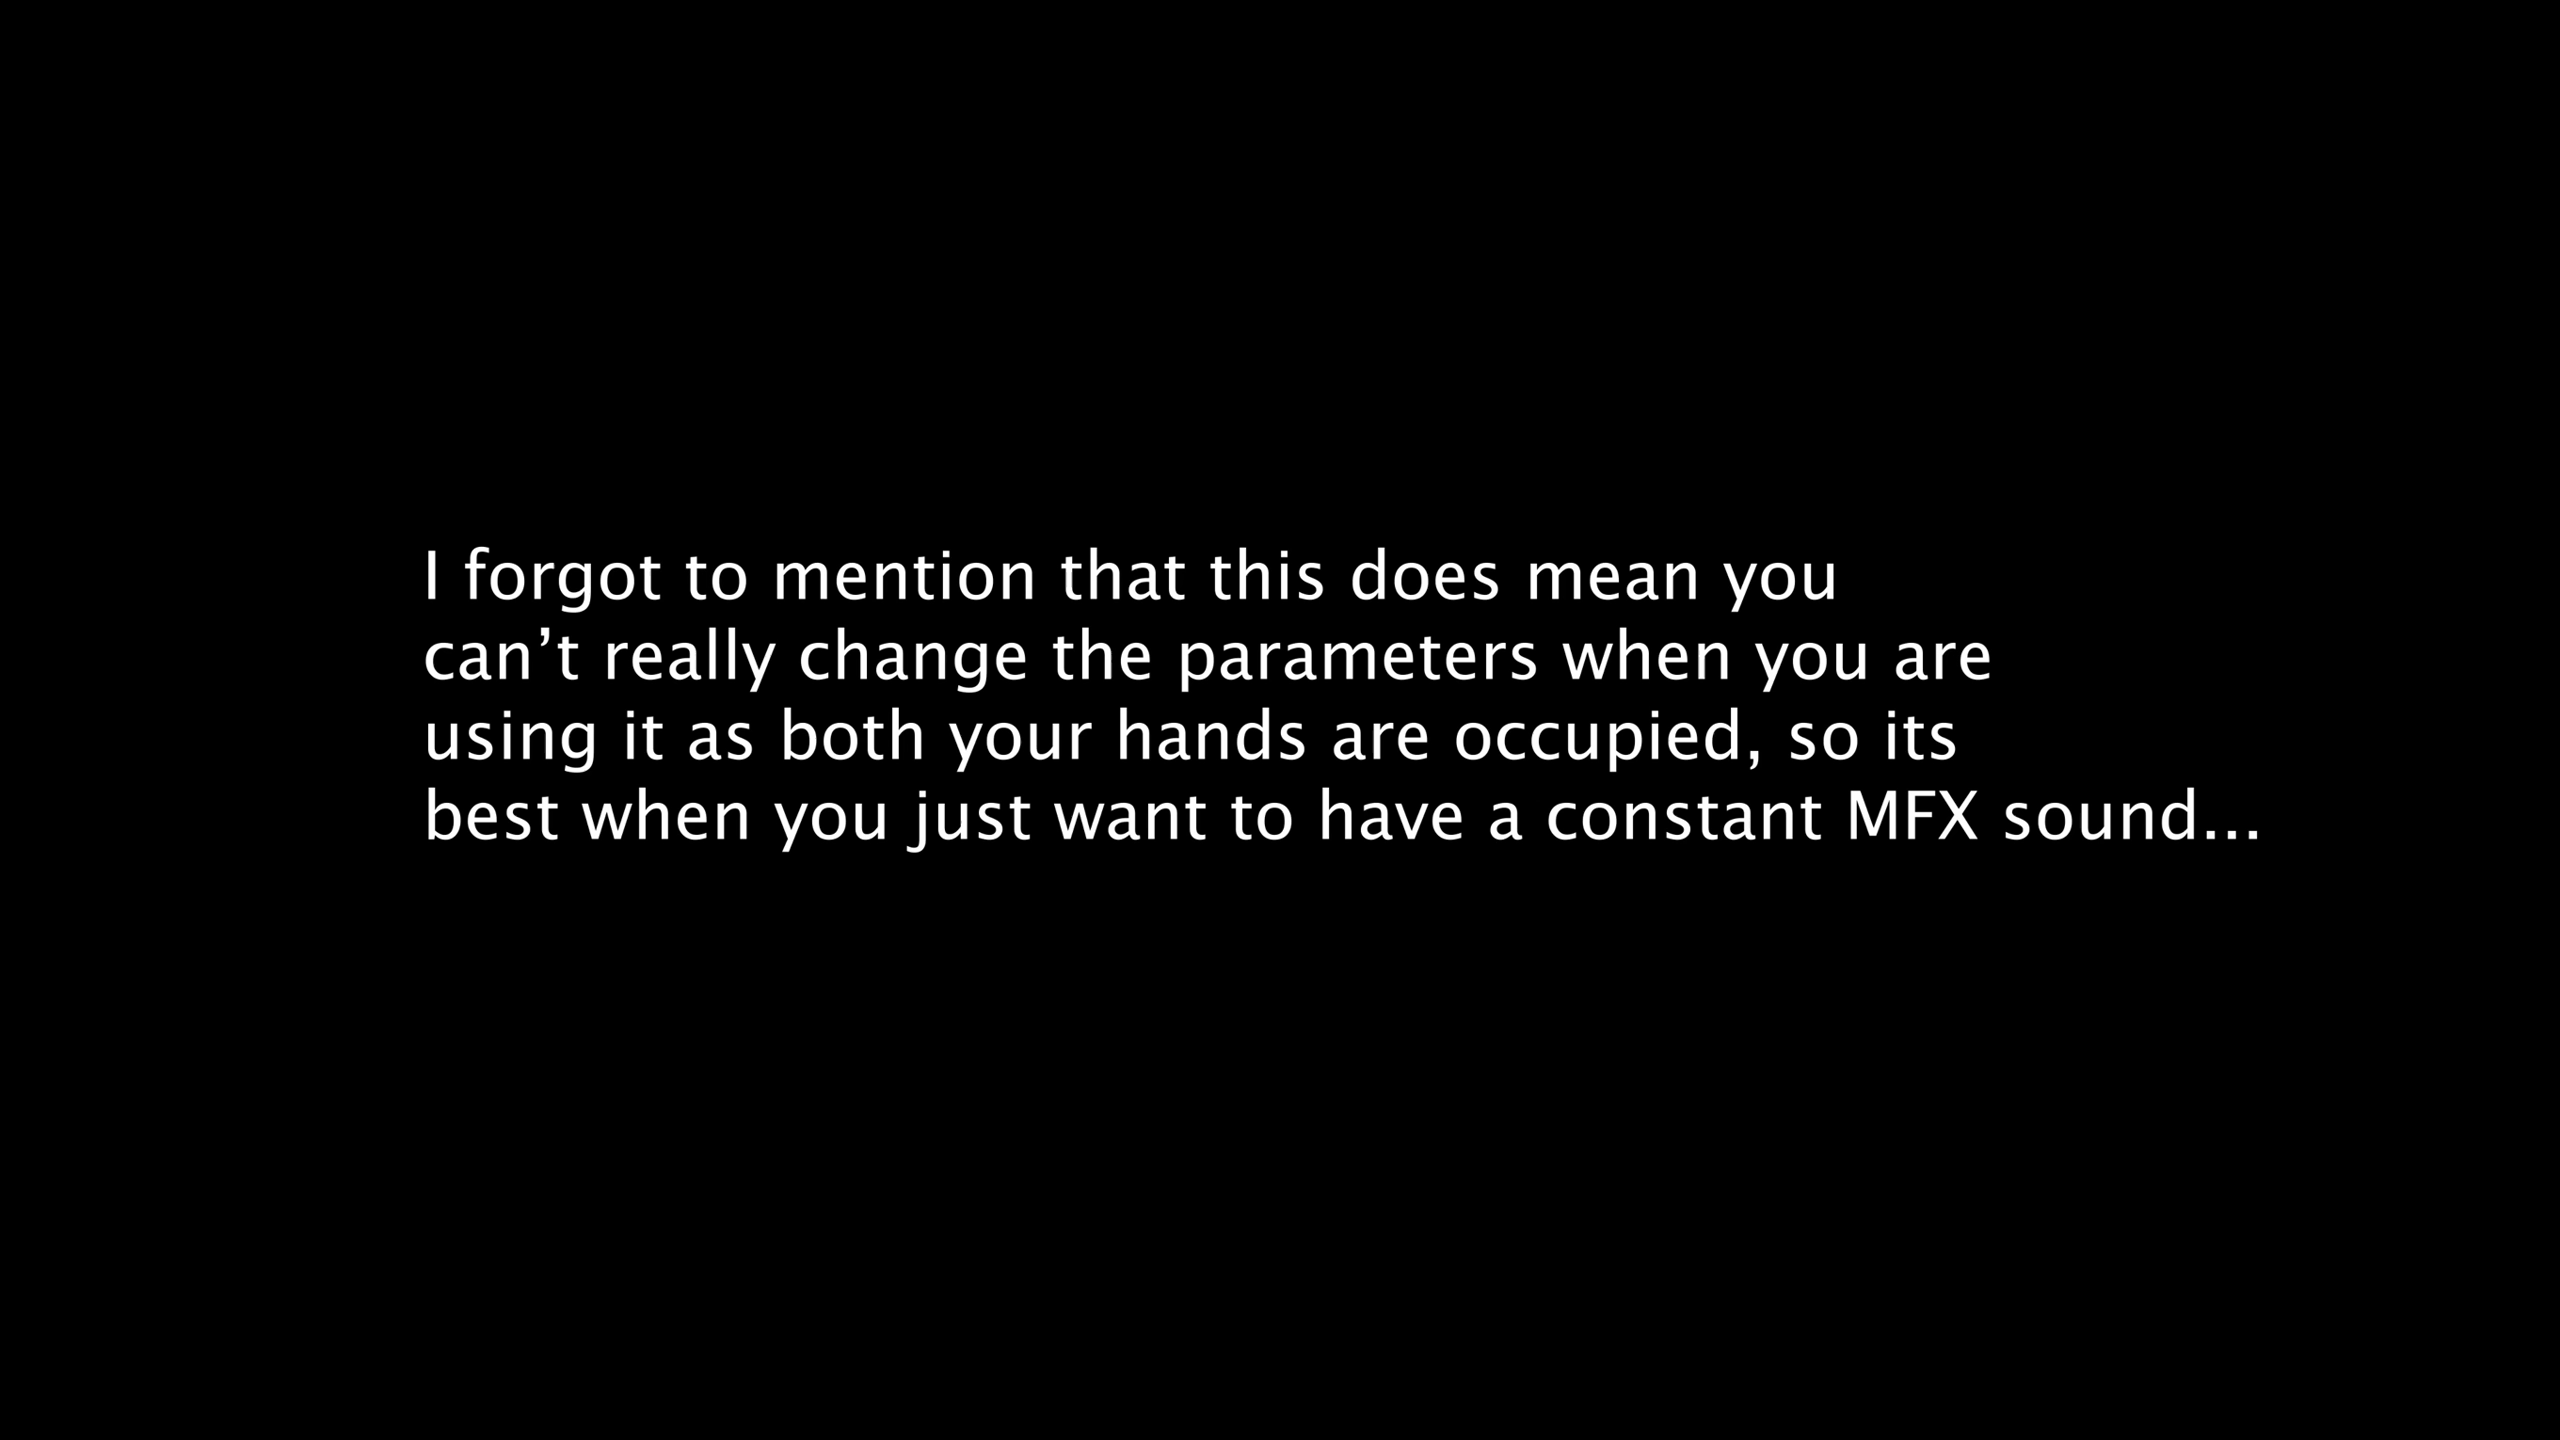 I forgot to mention that this does mean you
can’t really change the parameters when you are
using it as both your hands are occupied, so its
best when you just want to have a constant MFX sound...